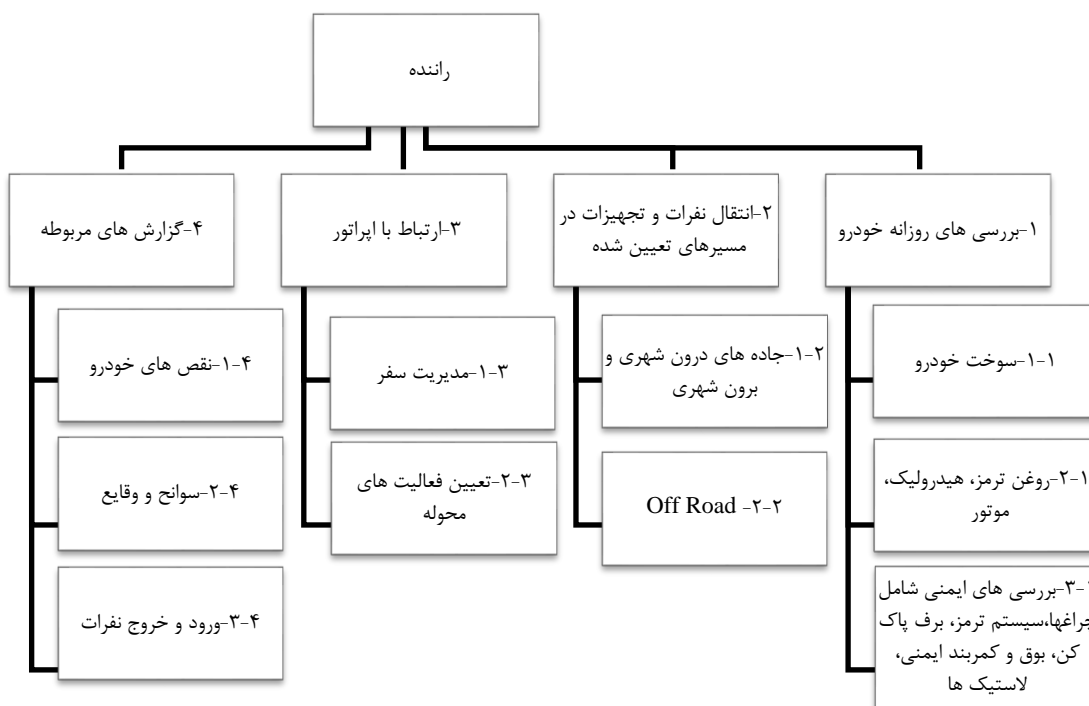 راننده
۱-بررسی های روزانه خودرو
۱-۱-سوخت خودرو
۲-۱-روغن ترمز، هیدرولیک،
موتور
۳-۱-بررسی های ایمنی شامل
چراغها،سیستم ترمز، برف پاک
کن، بوق و کمربند ایمنی،
لاستیک ها
۲-انتقال نفرات و تجهیزات در
مسیرهای تعیین شده
۱-۲-جاده های درون شهری و
برون شهری
۲-۲- Off Road
۳-ارتباط با اپراتور
۱-۳-مدیریت سفر
۲-۳-تعیین فعالیت های
محوله
۴-گزارش های مربوطه
۱-۴-نقص های خودرو
۲-۴-سوانح و وقایع
۳-۴-ورود و خروج نفرات